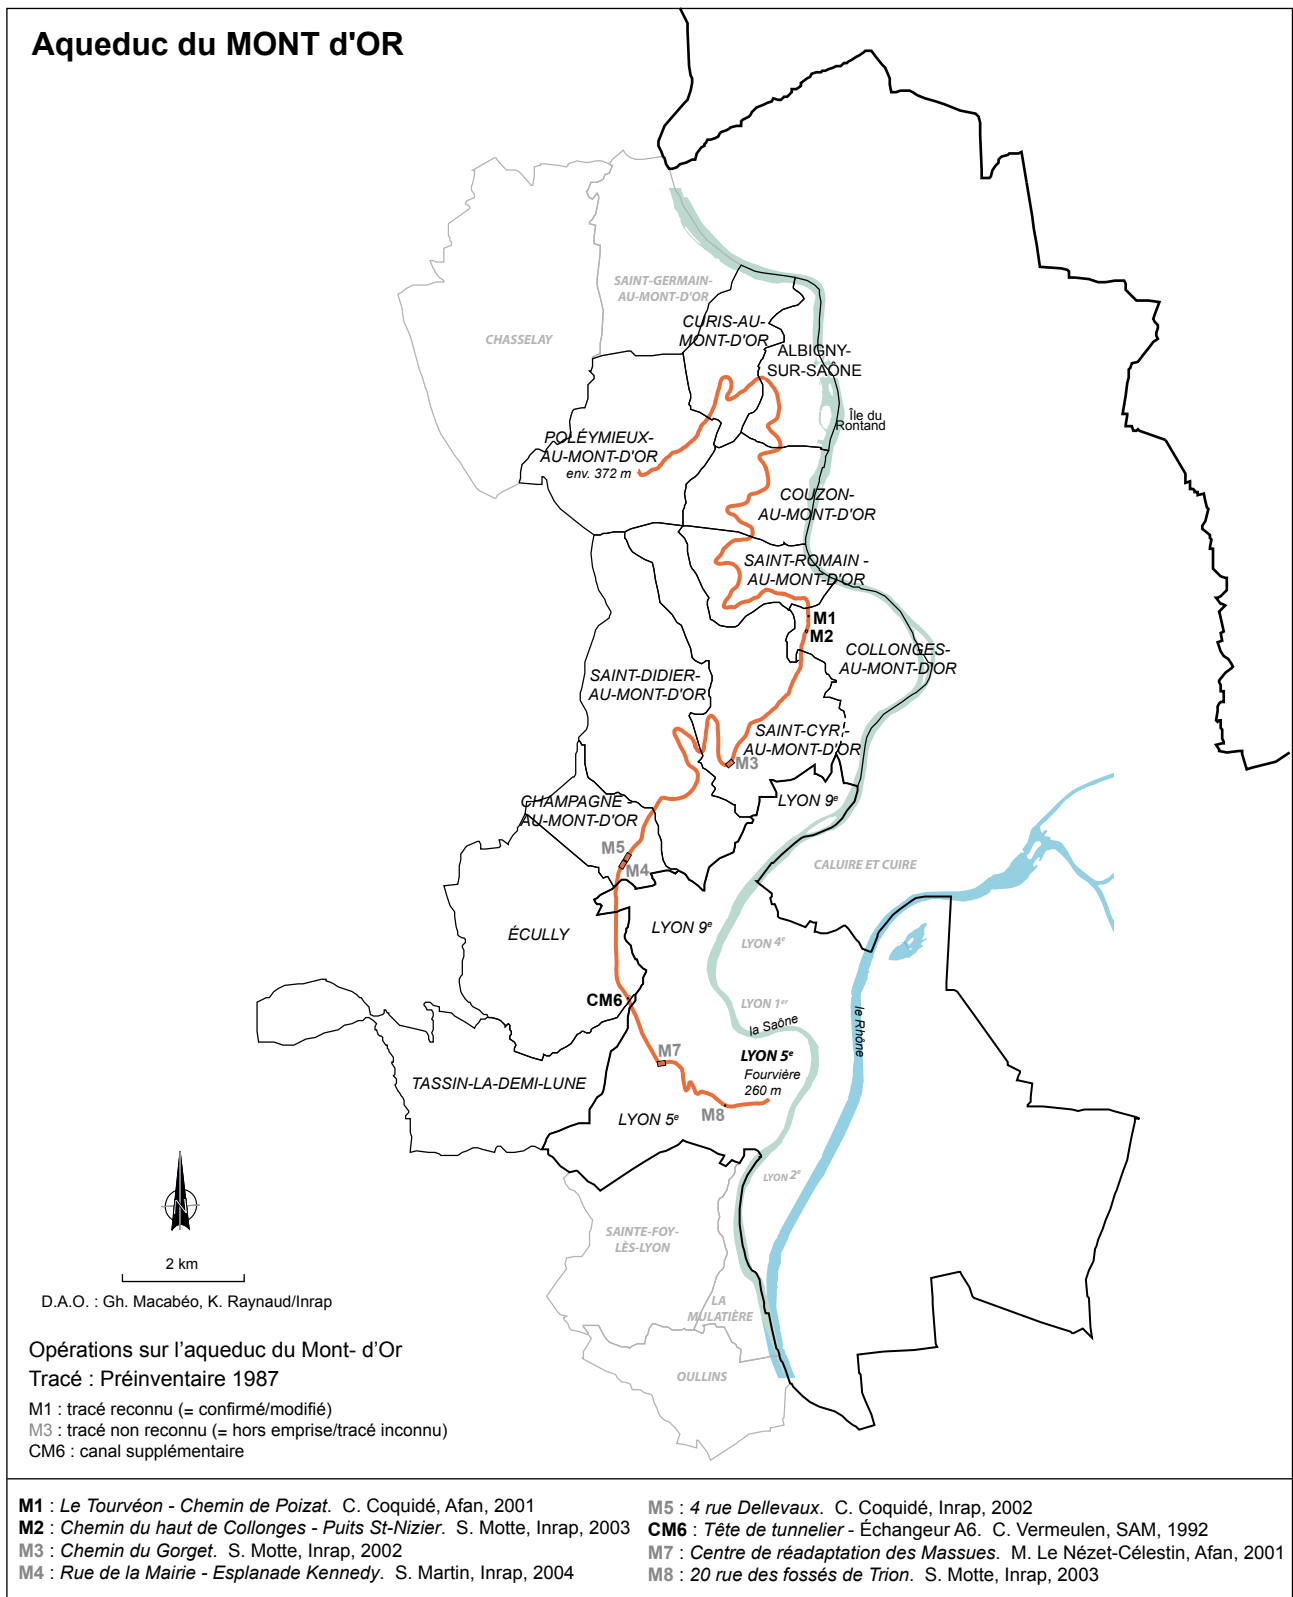 Aqueduc du MONT d'OR
SAINT-GERMAIN-
AU-MONT-D'OR
CHASSELAY
CURIS-AU-
MONT-D'OR
ALBIGNY-
SUR-SAÔNE
Île du
Rontand
POLÉYMIEUX-
AU-MONT-D'OR
env. 372 m
COUZON-
AU-MONT-D'OR
SAINT-ROMAIN -
AU-MONT-D'OR
M1
M2
COLLONGES-
AU-MONT-D'OR
SAINT-DIDIER-
AU-MONT-D'OR
SAINT-CYR-
AU-MONT-D'OR
M3
LYON 9e
CHAMPAGNE -
AU-MONT-D'OR
M5
M4
CALUIRE ET CUIRE
ÉCULLY
LYON 9e
LYON 4e
CM6
LYON 1er
la Saône
le Rhône
M7
LYON 5e
Fourvière
260 m
TASSIN-LA-DEMI-LUNE
M8
LYON 5e
LYON 2e
SAINTE-FOY-
LÈS-LYON
LA
MULATIÈRE
OULLINS
N
2 km
D.A.O. : Gh. Macabéo, K. Raynaud/Inrap
Opérations sur l'aqueduc du Mont- d'Or
Tracé : Préinventaire 1987
M1 : tracé reconnu (= confirmé/modifié)
M3 : tracé non reconnu (= hors emprise/tracé inconnu)
CM6 : canal supplémentaire
M1 : Le Tourvéon - Chemin de Poizat. C. Coquidé, Afan, 2001
M2 : Chemin du haut de Collonges - Puits St-Nizier. S. Motte, Inrap, 2003
M3 : Chemin du Gorget. S. Motte, Inrap, 2002
M4 : Rue de la Mairie - Esplanade Kennedy. S. Martin, Inrap, 2004
M5 : 4 rue Dellevaux. C. Coquidé, Inrap, 2002
CM6 : Tête de tunnelier - Échangeur A6. C. Vermeulen, SAM, 1992
M7 : Centre de réadaptation des Massues. M. Le Nézet-Célestin, Afan, 2001
M8 : 20 rue des fossés de Trion. S. Motte, Inrap, 2003